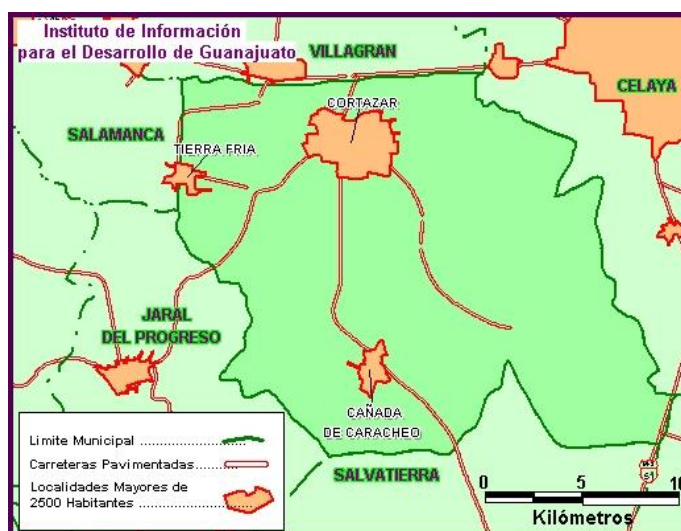 Instituto de Información
para el Desarrollo de Guanajuato
VILLAGRAN
CELAYA
CORTAZAR
SALAMANCA
TIERRA FRIA
JARAL
DEL PROGRESO
CAÑADA
DE CARACHEO
SALVATIERRA
Limite Municipal
Carreteras Pavimentadas
Localidades Mayores de
2500 Habitantes
0 5 10
Kilómetros
51